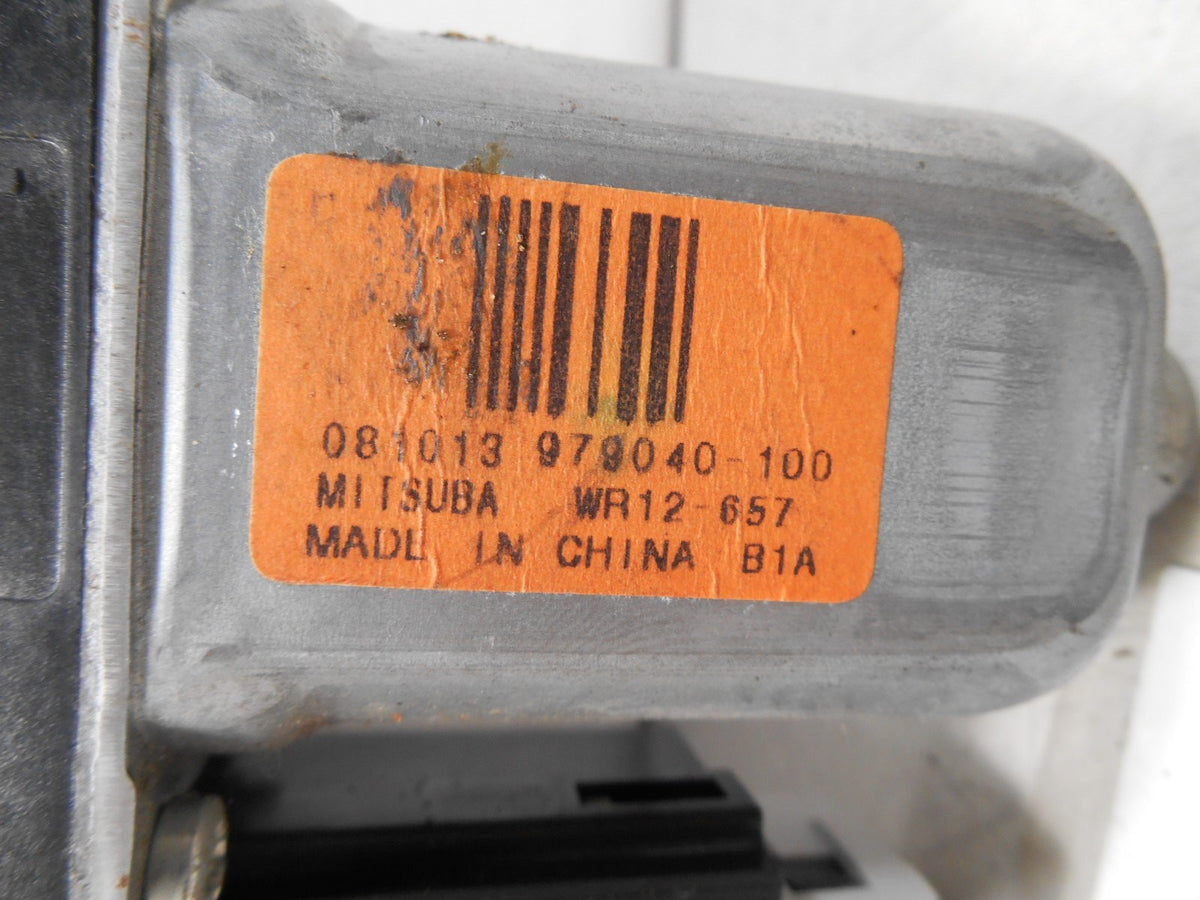 081013 979040-100
MITSUBA WR12-657
MADE IN CHINA B1A